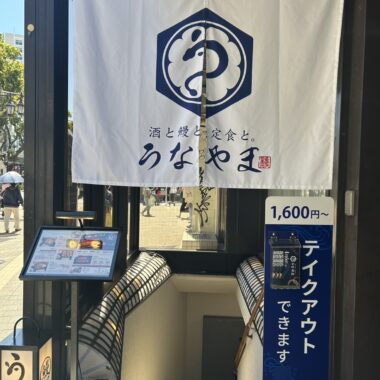 う
酒と鰻と、定食と。
うなやま
1,600円～
テイクアウト
できます
う